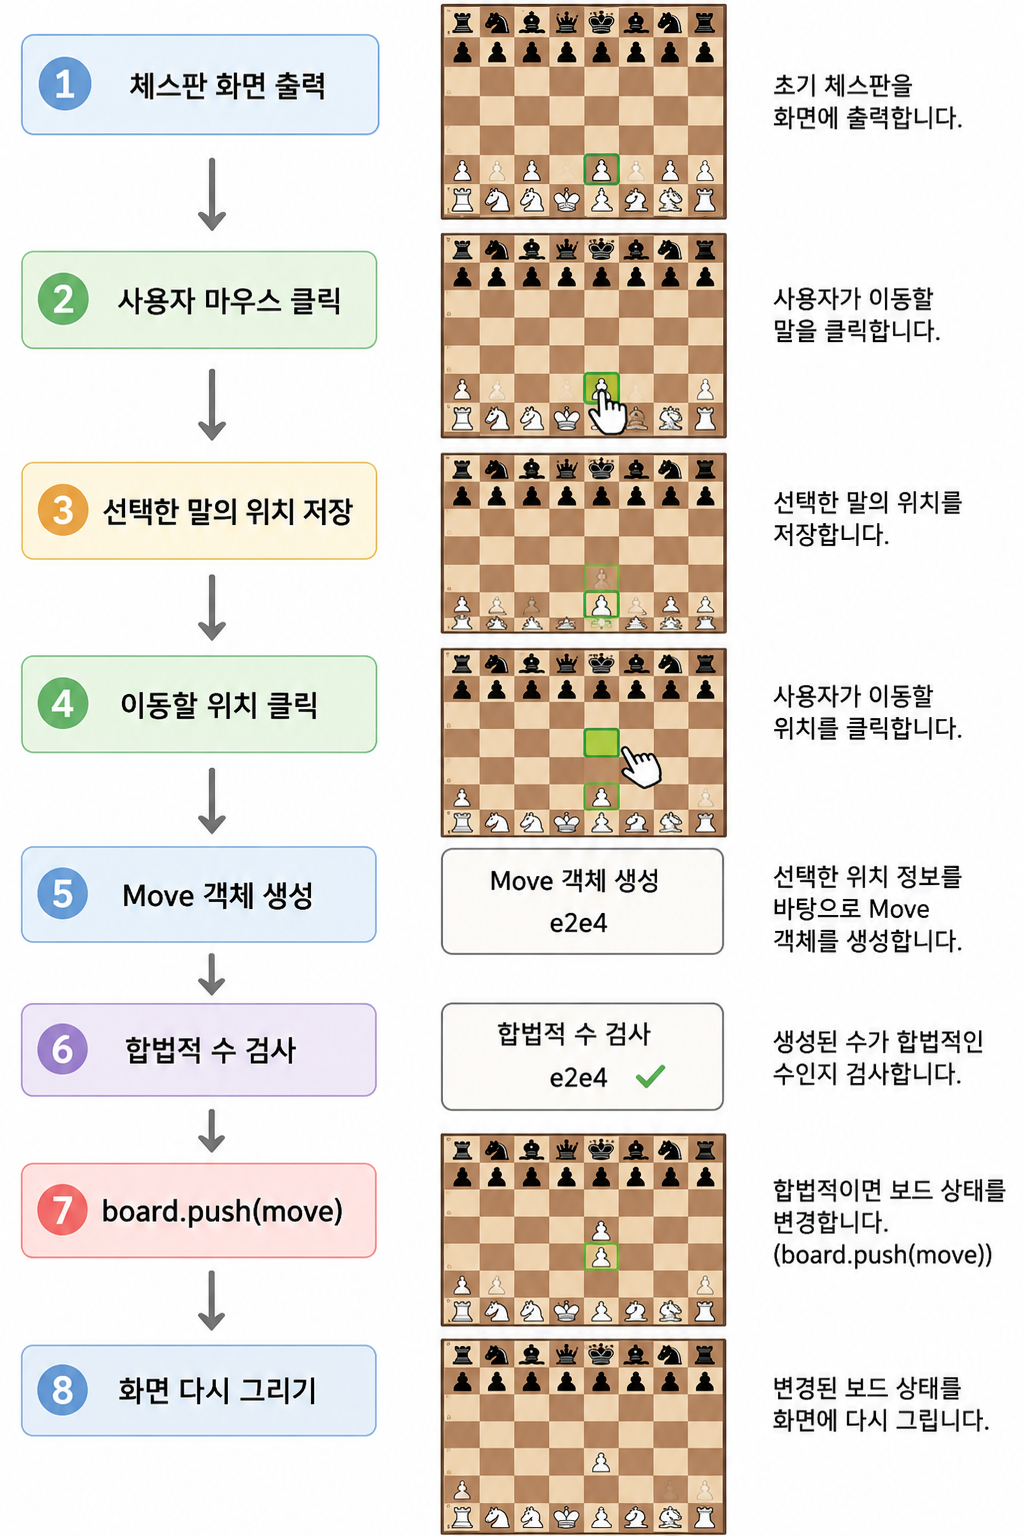 1 체스판 화면 출력
초기 체스판을
화면에 출력합니다.
2 사용자 마우스 클릭
사용자가 이동할
말을 클릭합니다.
3 선택한 말의 위치 저장
선택한 말의 위치를
저장합니다.
4 이동할 위치 클릭
사용자가 이동할
위치를 클릭합니다.
5 Move 객체 생성
Move 객체 생성
e2e4
선택한 위치 정보를
바탕으로 Move
객체를 생성합니다.
6 합법적 수 검사
합법적 수 검사
e2e4
생성된 수가 합법적인
수인지 검사합니다.
7 board.push(move)
합법적이면 보드 상태를
변경합니다.
(board.push(move))
8 화면 다시 그리기
변경된 보드 상태를
화면에 다시 그립니다.